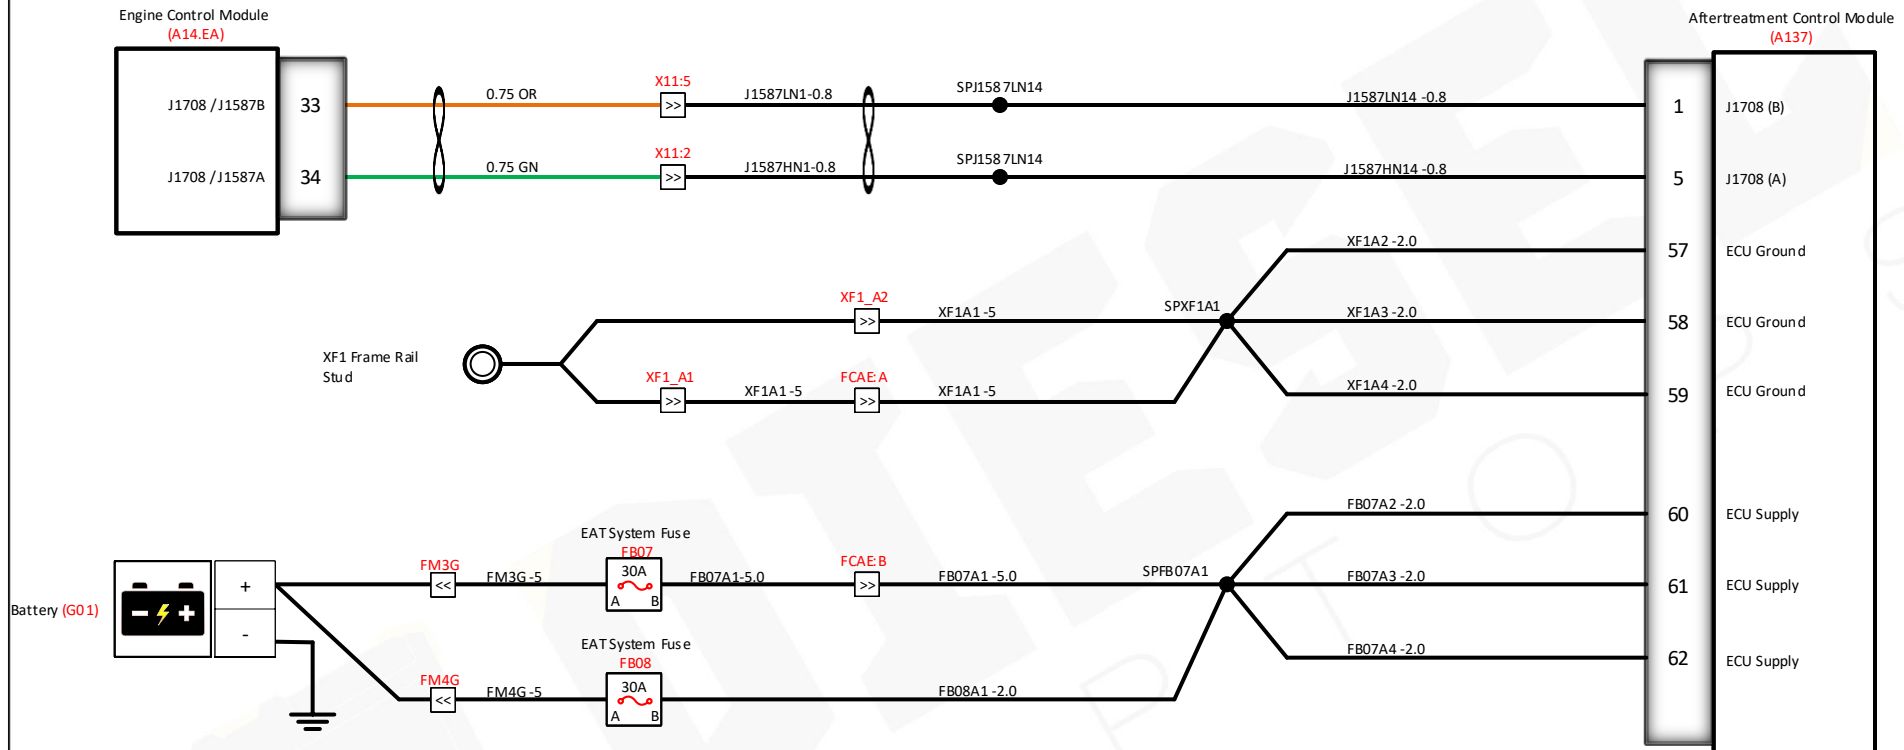 Engine Control Module
(A14.EA)
Aftertreatment Control Module
(A137)
J1708 / J1587B
33
0.75 OR
X11:5
>>
J1587LN1-0.8
SPJ1587LN14
J1587LN14 -0.8
1
J1708 (B)
J1708 / J1587A
34
0.75 GN
X11:2
>>
J1587HN1-0.8
SPJ1587LN14
J1587HN14 -0.8
5
J1708 (A)
XF1A2 -2.0
57
ECU Ground
XF1_A2
>>
XF1A1 -5
SPXF1A1
XF1A3 -2.0
58
ECU Ground
XF1 Frame Rail
Stud
XF1_A1
>>
XF1A1 -5
FCAE:A
>>
XF1A1 -5
XF1A4 -2.0
59
ECU Ground
FB07A2 -2.0
60
ECU Supply
Battery (G01)
+
-
FM3G
<<
FM3G -5
EAT System Fuse
FB07
30A
A B
FB07A1-5.0
FCAE:B
>>
FB07A1 -5.0
SPFB07A1
FB07A3 -2.0
61
ECU Supply
FB07A4 -2.0
62
ECU Supply
FM4G
<<
FM4G -5
EAT System Fuse
FB08
30A
A B
FB08A1 -2.0